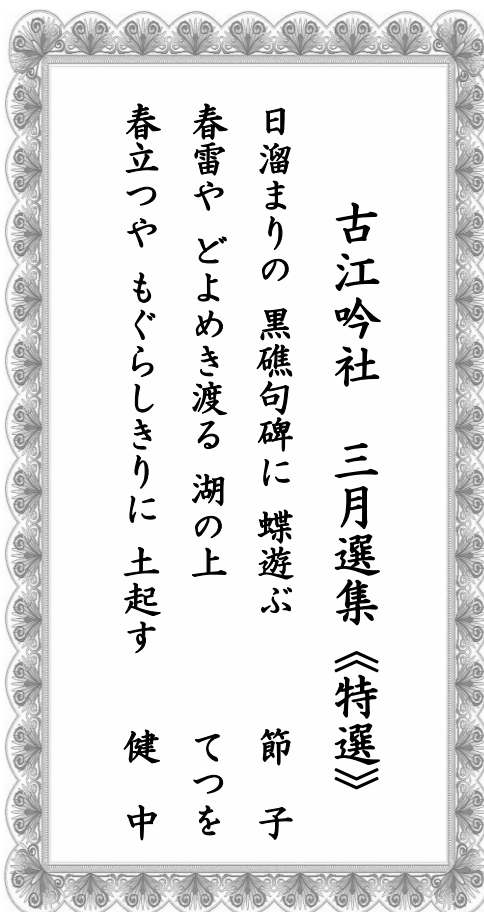 古江吟社　三月選集《特選》
日溜まりの 黒礁句碑に 蝶遊ぶ　節子
春雷や どよめき渡る 湖の上　てつを
春立つや もぐらしきりに 土起す　健中